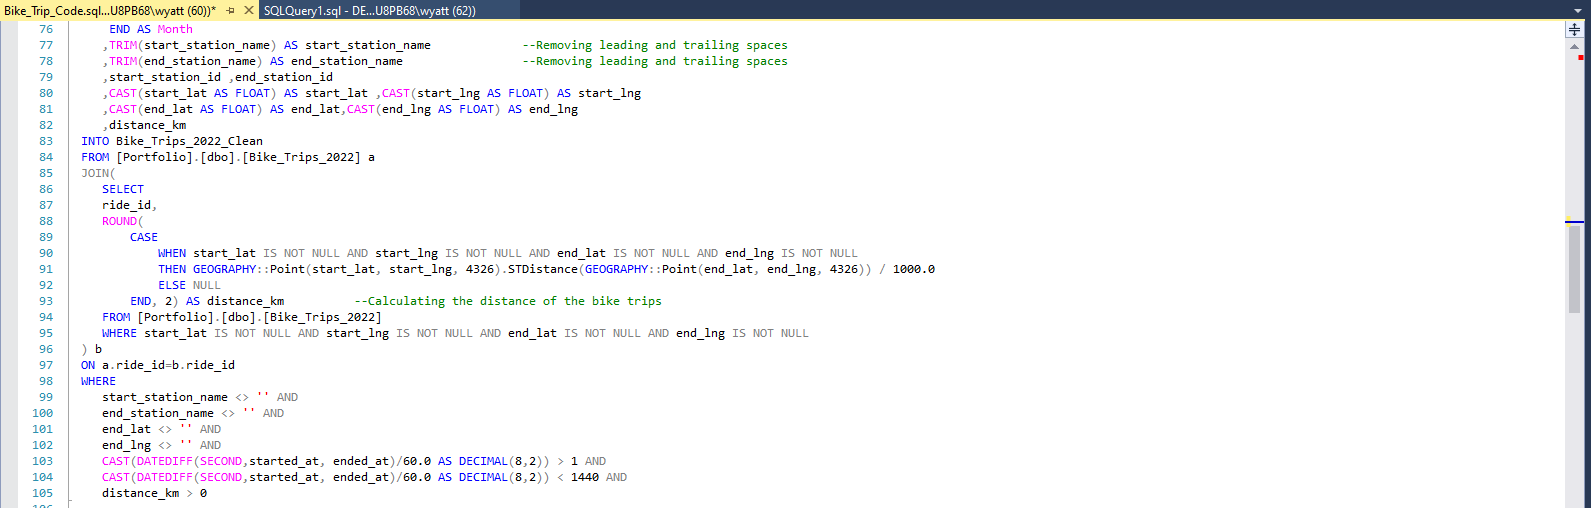 Bike_Trip_Code.sql...U8PB68\wyatt (60))* SQLQuery1.sql - DE...U8PB68\wyatt (62))
76 END AS Month
77 ,TRIM(start_station_name) AS start_station_name --Removing leading and trailing spaces
78 ,TRIM(end_station_name) AS end_station_name --Removing leading and trailing spaces
79 ,start_station_id ,end_station_id
80 ,CAST(start_lat AS FLOAT) AS start_lat ,CAST(start_lng AS FLOAT) AS start_lng
81 ,CAST(end_lat AS FLOAT) AS end_lat,CAST(end_lng AS FLOAT) AS end_lng
82 ,distance_km
83 INTO Bike_Trips_2022_Clean
84 FROM [Portfolio].[dbo].[Bike_Trips_2022] a
85 JOIN(
86 SELECT
87 ride_id,
88 ROUND(
89 CASE
90 WHEN start_lat IS NOT NULL AND start_lng IS NOT NULL AND end_lat IS NOT NULL AND end_lng IS NOT NULL
91 THEN GEOGRAPHY::Point(start_lat, start_lng, 4326).STDistance(GEOGRAPHY::Point(end_lat, end_lng, 4326)) / 1000.0
92 ELSE NULL
93 END, 2) AS distance_km --Calculating the distance of the bike trips
94 FROM [Portfolio].[dbo].[Bike_Trips_2022]
95 WHERE start_lat IS NOT NULL AND start_lng IS NOT NULL AND end_lat IS NOT NULL AND end_lng IS NOT NULL
96 ) b
97 ON a.ride_id=b.ride_id
98 WHERE
99 start_station_name <> '' AND
100 end_station_name <> '' AND
101 end_lat <> '' AND
102 end_lng <> '' AND
103 CAST(DATEDIFF(SECOND,started_at, ended_at)/60.0 AS DECIMAL(8,2)) > 1 AND
104 CAST(DATEDIFF(SECOND,started_at, ended_at)/60.0 AS DECIMAL(8,2)) < 1440 AND
105 distance_km > 0